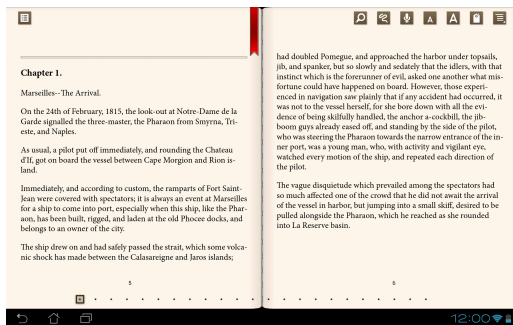 Chapter 1.
Marseilles--The Arrival.
On the 24th of February, 1815, the look-out at Notre-Dame de la
Garde signalled the three-master, the Pharaon from Smyrna, Tri-
este, and Naples.
As usual, a pilot put off immediately, and rounding the Chateau
d'If, got on board the vessel between Cape Morgion and Rion is-
land.
Immediately, and according to custom, the ramparts of Fort Saint-
Jean were covered with spectators; it is always an event at Marseilles
for a ship to come into port, especially when this ship, like the Phar-
aon, has been built, rigged, and laden at the old Phocee docks, and
belongs to an owner of the city.
The ship drew on and had safely passed the strait, which some volca-
nic shock has made between the Calasareigne and Jaros islands;
5
had doubled Pomegue, and approached the harbor under topsails,
jib, and spanker, but so slowly and sedately that the idlers, with that
instinct which is the forerunner of evil, asked one another what mis-
fortune could have happened on board. However, those experi-
enced in navigation saw plainly that if any accident had occurred, it
was not to the vessel herself, for she bore down with all the evi-
dence of being skilfully handled, the anchor a-cockbill, the jib-
boom guys already eased off, and standing by the side of the pilot,
who was steering the Pharaon towards the narrow entrance of the in-
ner port, was a young man, who, with activity and vigilant eye,
watched every motion of the ship, and repeated each direction of
the pilot.
The vague disquietude which prevailed among the spectators had
so much affected one of the crowd that he did not await the arrival
of the vessel in harbor, but jumping into a small skiff, desired to be
pulled alongside the Pharaon, which he reached as she rounded
into La Reserve basin.
6
A A
12:00